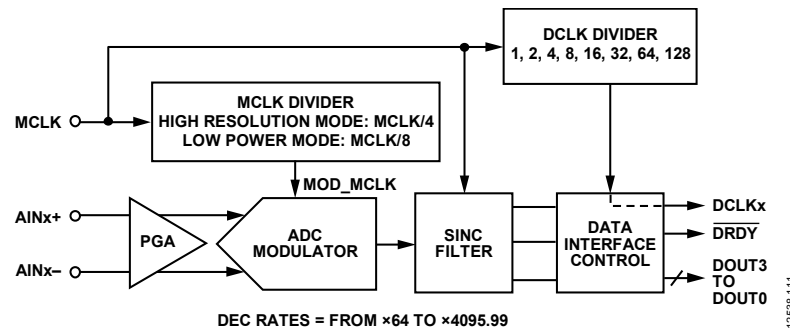 DCLK DIVIDER
1, 2, 4, 8, 16, 32, 64, 128
MCLK
MCLK DIVIDER
HIGH RESOLUTION MODE: MCLK/4
LOW POWER MODE: MCLK/8
MOD_MCLK
AINx+
AINx–
PGA
ADC
MODULATOR
SINC
FILTER
DATA
INTERFACE
CONTROL
DCLKx
DRDY
DOUT3
TO
DOUT0
DEC RATES = FROM ×64 TO ×4095.99